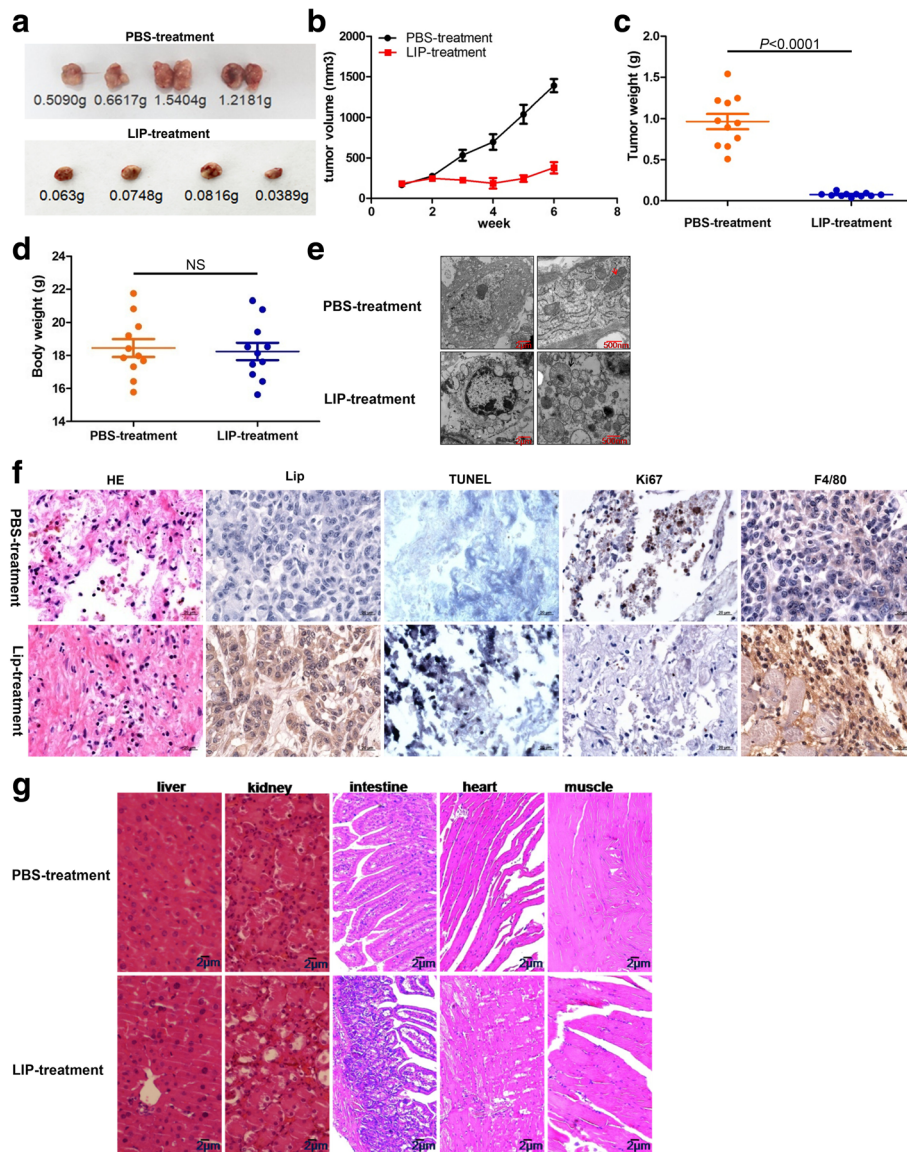 a
PBS-treatment
0.5090g 0.6617g 1.5404g 1.2181g
LIP-treatment
0.063g 0.0748g 0.0816g 0.0389g
b
PBS-treatment
LIP-treatment
tumor volume (mm3)
2000
1500
1000
500
0
0 2 4 6 8
week
c
P<0.0001
Tumor weight (g)
2.0
1.5
1.0
0.5
0.0
PBS-treatment LIP-treatment
d
NS
Body weight (g)
24
22
20
18
16
14
PBS-treatment LIP-treatment
e
PBS-treatment
2μm 500nm
LIP-treatment
2μm 500nm
f
HE Lip TUNEL Ki67 F4/80
PBS-treatment
Lip-treatment
g
liver kidney intestine heart muscle
PBS-treatment
2μm 2μm 2μm 2μm 2μm
LIP-treatment
2μm 2μm 2μm 2μm 2μm